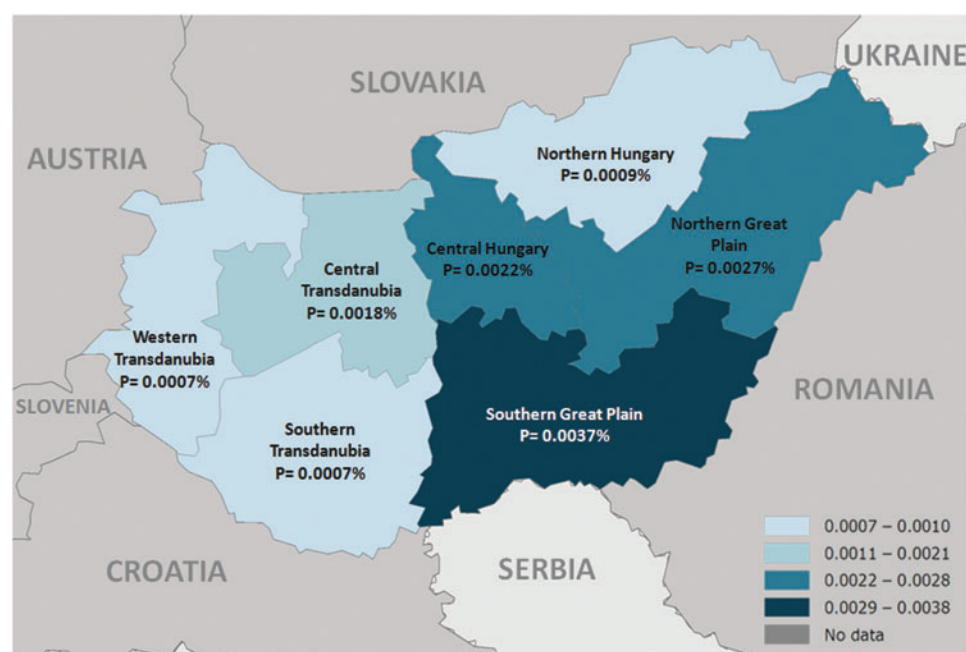 UKRAINE
SLOVAKIA
AUSTRIA
Northern Hungary
P= 0.0009%
Northern Great
Plain
P= 0.0027%
Central Hungary
P= 0.0022%
Central
Transdanubia
P= 0.0018%
Western
Transdanubia
P= 0.0007%
ROMANIA
SLOVENIA
Southern Great Plain
P= 0.0037%
Southern
Transdanubia
P= 0.0007%
CROATIA
SERBIA
0.0007 – 0.0010
0.0011 – 0.0021
0.0022 – 0.0028
0.0029 – 0.0038
No data